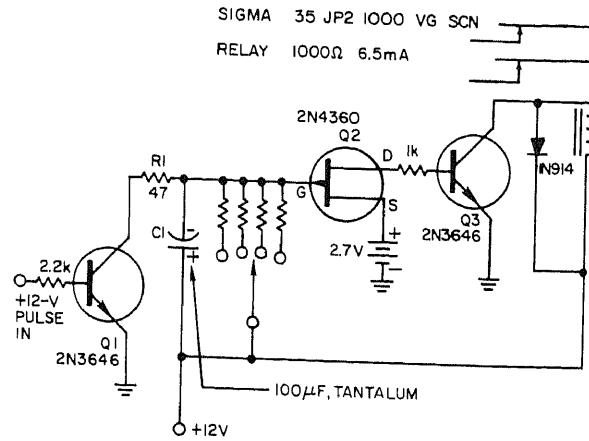 SIGMA 35 JP2 1000 VG SCN
RELAY 1000Ω 6.5mA
2N4360
Q2
R1
47
D
1k
G
S
1N914
Q3
2N3646
C1
-
+
+
2.7V
-
2.2k
+12-V
PULSE
IN
Q1
2N3646
100μF, TANTALUM
+12V